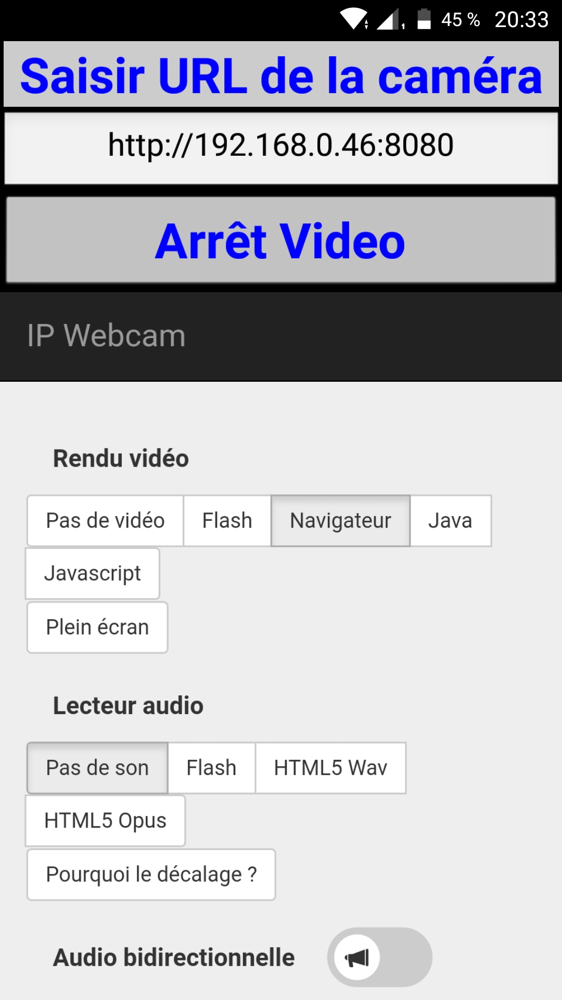 45 % 20:33
Saisir URL de la caméra
http://192.168.0.46:8080
Arrêt Video
IP Webcam
Rendu vidéo
Pas de vidéo Flash Navigateur Java
Javascript
Plein écran
Lecteur audio
Pas de son Flash HTML5 Wav
HTML5 Opus
Pourquoi le décalage ?
Audio bidirectionnelle